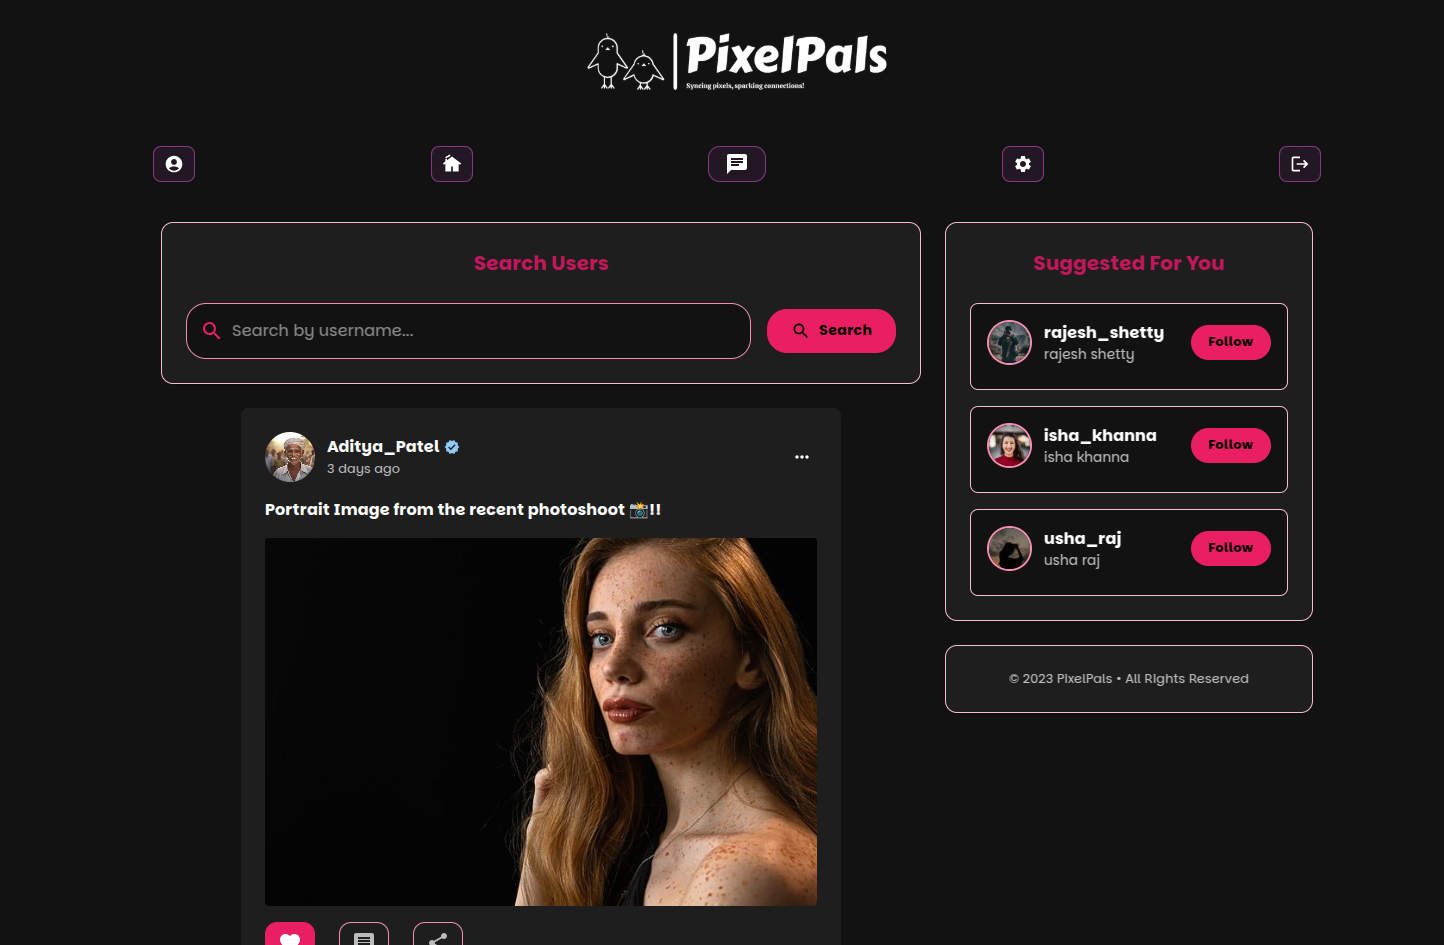 PixelPals
Syncing pixels, sparking connections!
Search Users
Search by username...
Search
Aditya_Patel
3 days ago
Portrait Image from the recent photoshoot 📸!!
Suggested For You
rajesh_shetty
rajesh shetty
Follow
isha_khanna
isha khanna
Follow
usha_raj
usha raj
Follow
© 2023 PixelPals • All Rights Reserved